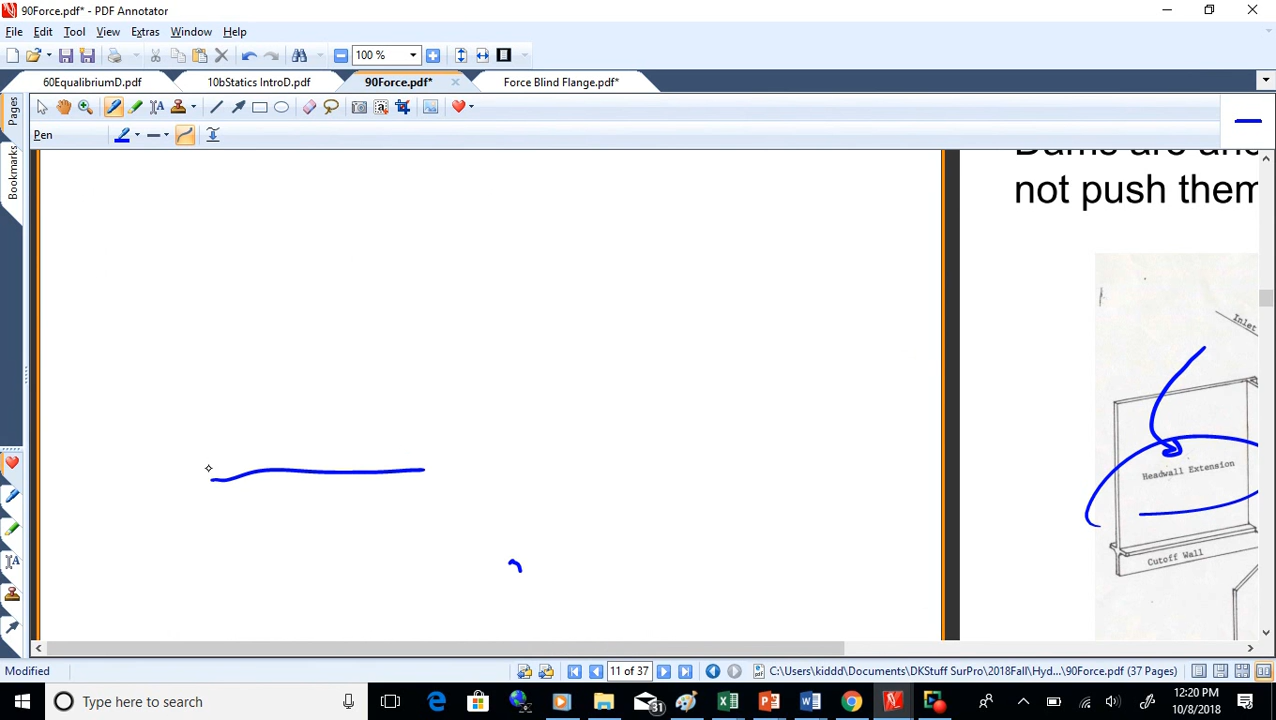 90Force.pdf* - PDF Annotator
File Edit Tool Extras View Window Help
100 %
60EqualibriumD.pdf 10bStatics IntroD.pdf 90Force.pdf* Force Blind Flange.pdf*
Pen
Pages
Bookmarks
not push them
Inlet
Headwall Extension
Cutoff Wall
Modified
11 of 37
C:\Users\kiddd\Documents\DKStuff SurPro\2018Fall\Hyd...\90Force.pdf (37 Pages)
Type here to search
31
12:20 PM
10/8/2018